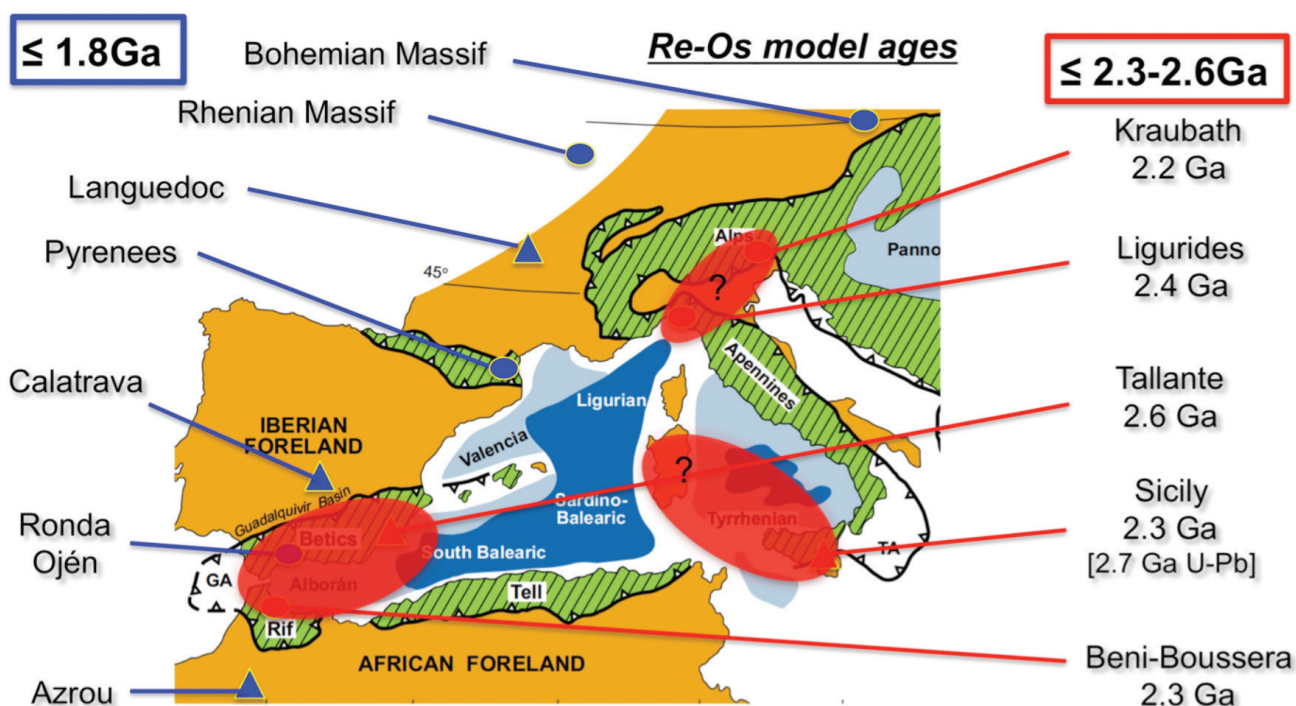 ≤ 1.8Ga
Bohemian Massif
Re-Os model ages
≤ 2.3-2.6Ga
Rhenian Massif
Languedoc
Pyrenees
Calatrava
Ronda
Ojén
Azrou
Kraubath
2.2 Ga
Ligurides
2.4 Ga
Tallante
2.6 Ga
Sicily
2.3 Ga
[2.7 Ga U-Pb]
Beni-Boussera
2.3 Ga
45°
Alps
?
Panno
Apennines
Ligurian
IBERIAN
FORELAND
Valencia
Guadalquivir Basin
Sardino-
Balearic
?
Tyrrhenian
TA
Betics
South Balearic
GA
Alborán
Tell
Rif
AFRICAN FORELAND